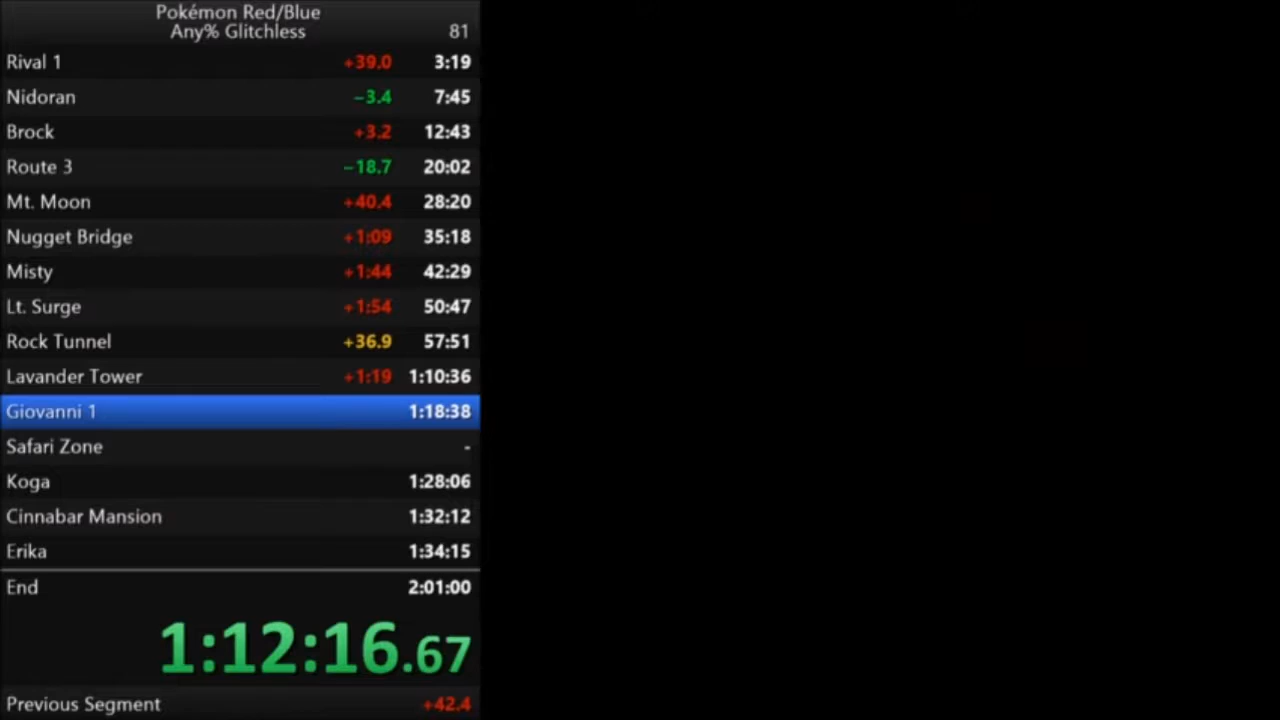 Pokémon Red/Blue
Any% Glitchless 81
Rival 1 +39.0 3:19
Nidoran −3.4 7:45
Brock +3.2 12:43
Route 3 −18.7 20:02
Mt. Moon +40.4 28:20
Nugget Bridge +1:09 35:18
Misty +1:44 42:29
Lt. Surge +1:54 50:47
Rock Tunnel +36.9 57:51
Lavander Tower +1:19 1:10:36
Giovanni 1 1:18:38
Safari Zone -
Koga 1:28:06
Cinnabar Mansion 1:32:12
Erika 1:34:15
End 2:01:00
1:12:16.67
Previous Segment +42.4